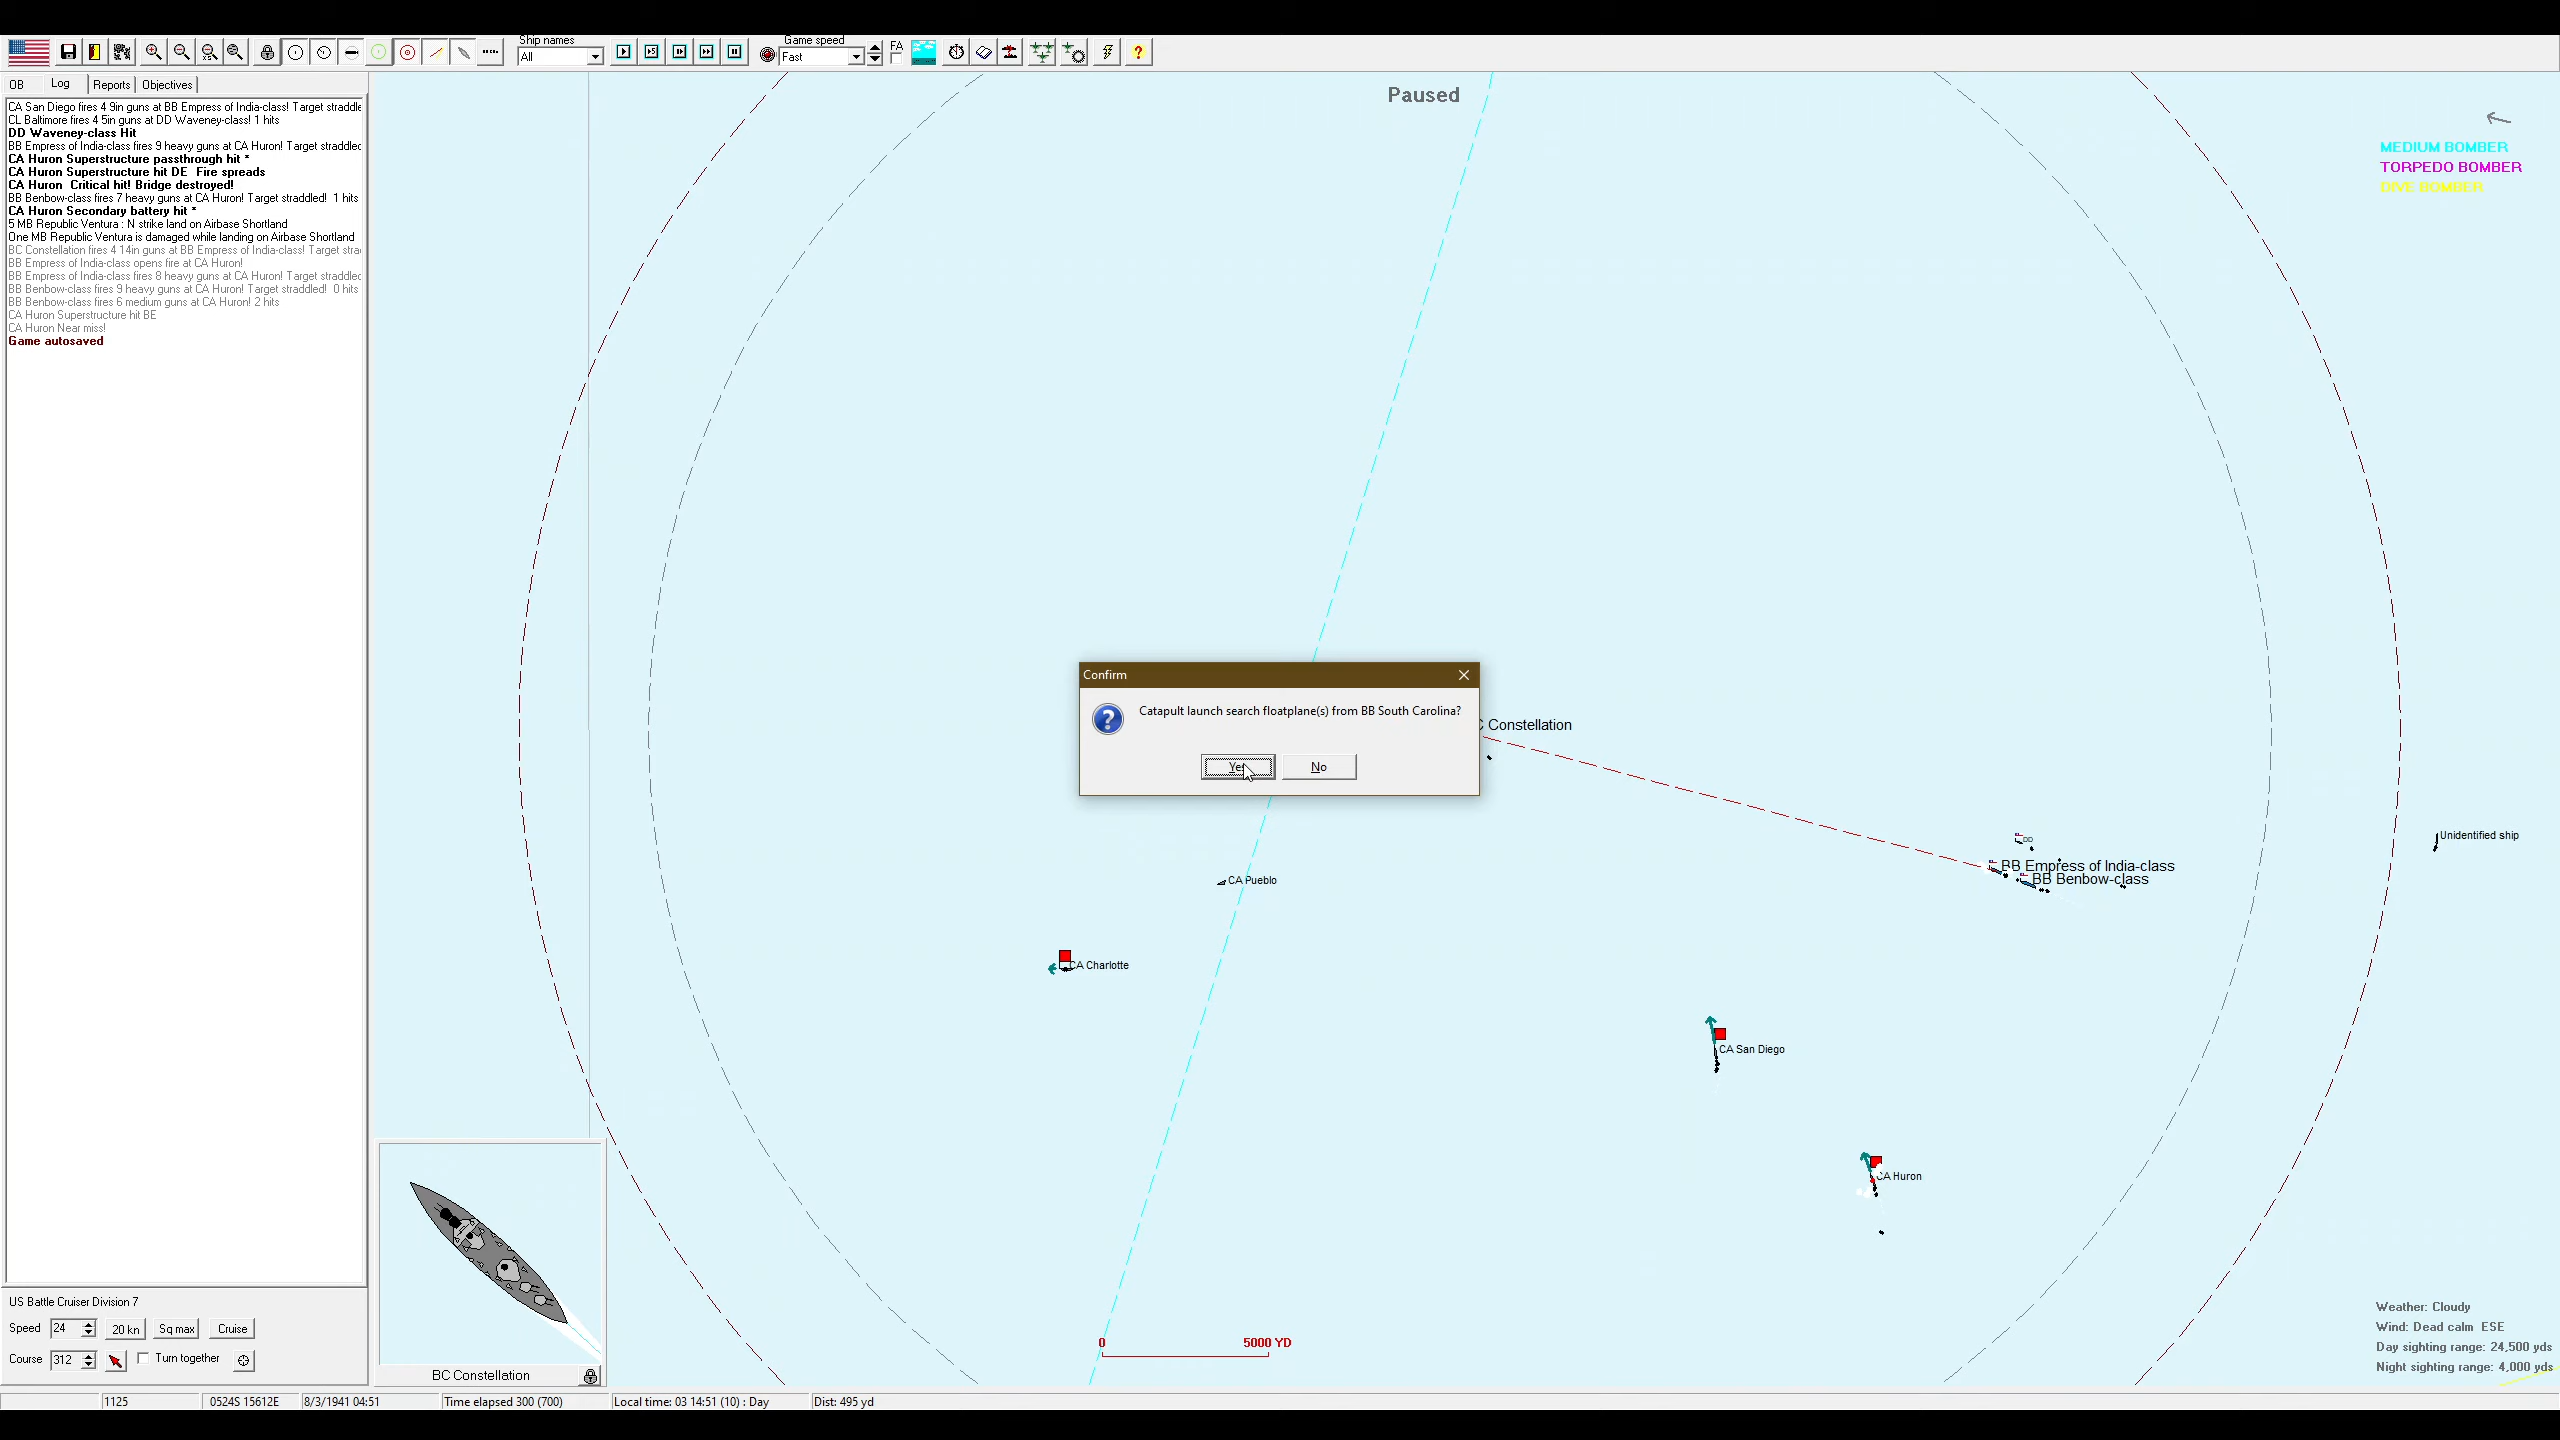 Ship names
All
Game speed
Fast
FA
OB
Log
Reports
Objectives
Paused
CA San Diego fires 4 9in guns at BB Empress of India-class! Target straddle
CL Baltimore fires 4 5in guns at DD Waveney-class! 1 hits
DD Waveney-class Hit
BB Empress of India-class fires 9 heavy guns at CA Huron! Target straddled
CA Huron Superstructure passthrough hit *
CA Huron Superstructure hit DE  Fire spreads
CA Huron  Critical hit! Bridge destroyed!
BB Benbow-class fires 7 heavy guns at CA Huron! Target straddled!  1 hits
CA Huron Secondary battery hit *
5 MB Republic Ventura : N strike land on Airbase Shortland
One MB Republic Ventura is damaged while landing on Airbase Shortland
BC Constellation fires 4 14in guns at BB Empress of India-class! Target stra
BB Empress of India-class opens fire at CA Huron!
BB Empress of India-class fires 8 heavy guns at CA Huron! Target straddled
BB Benbow-class fires 9 heavy guns at CA Huron! Target straddled!  0 hits
BB Benbow-class fires 6 medium guns at CA Huron! 2 hits
CA Huron Superstructure hit BE
CA Huron Near miss!
Game autosaved
MEDIUM BOMBER
TORPEDO BOMBER
DIVE BOMBER
Confirm
Catapult launch search floatplane(s) from BB South Carolina?
Yes
No
Constellation
Unidentified ship
DD
BB Empress of India-class
BB Benbow-class
CA Pueblo
CA Charlotte
CA San Diego
CA Huron
0
5000 YD
Weather: Cloudy
Wind: Dead calm  ESE
Day sighting range: 24,500 yds
Night sighting range: 4,000 yds
US Battle Cruiser Division 7
Speed
24
20 kn
Sq max
Cruise
Course
312
Turn together
BC Constellation
1125
0524S 15612E
8/3/1941 04:51
Time elapsed 300 (700)
Local time: 03 14:51 (10) : Day
Dist: 495 yd